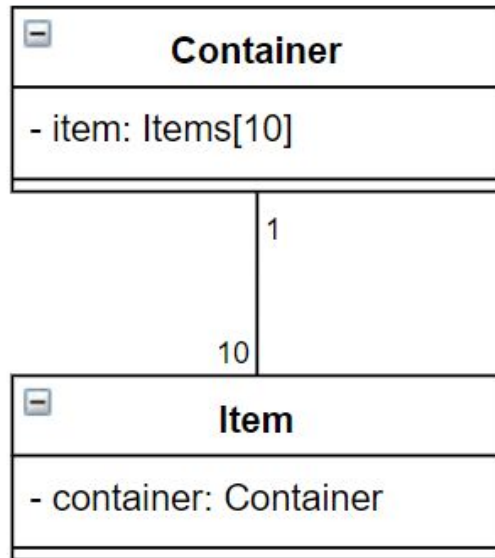 Container
- item: Items[10]
1
10
Item
- container: Container